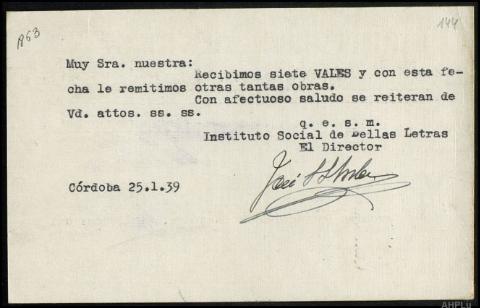 A53
144
Muy Sra. nuestra:
Recibimos siete VALES y con esta fe-
cha le remitimos otras tantas obras.
Con afectuoso saludo se reiteran de
Vd. attos. ss. ss.
q. e. s. m.
Instituto Social de Bellas Letras
El Director
José
Córdoba 25.1.39
AHPLu